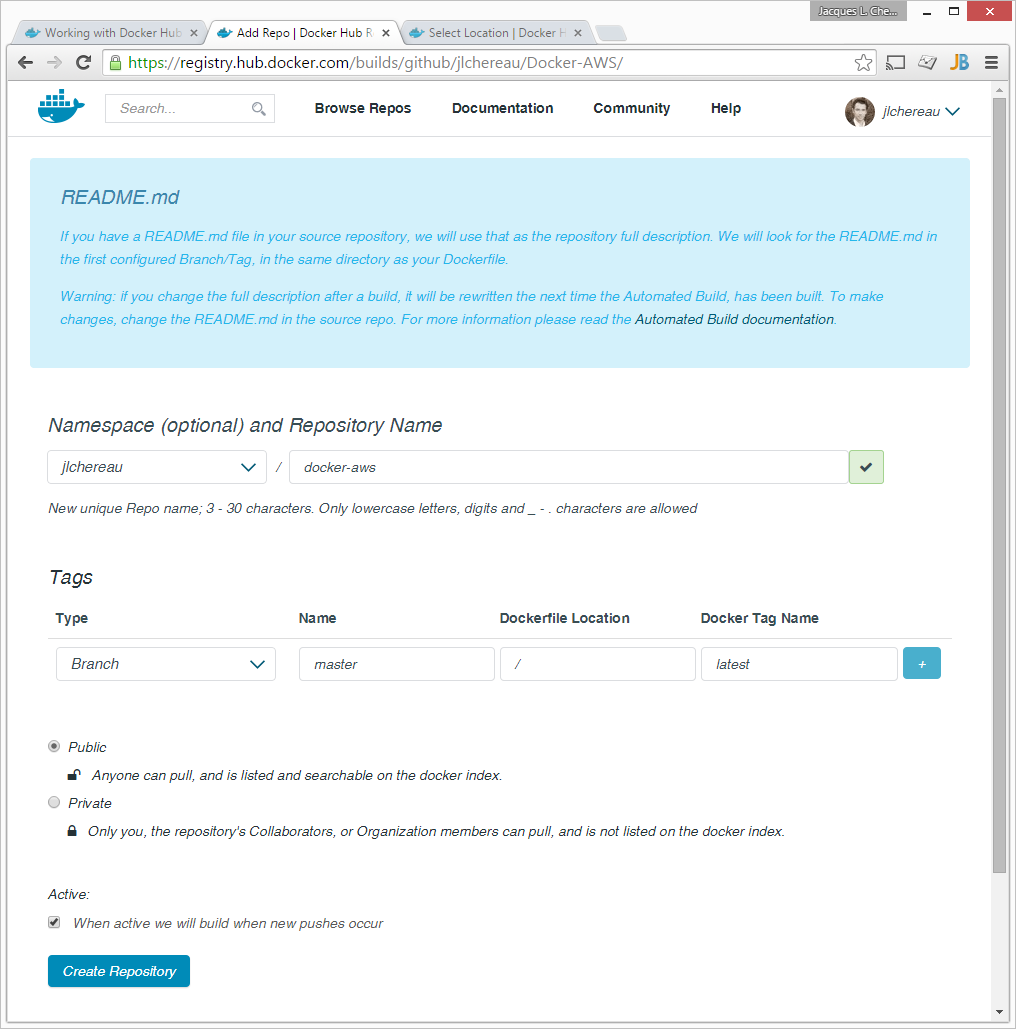 Jacques L. Che...
Working with Docker Hub
Add Repo | Docker Hub R
Select Location | Docker H
https://registry.hub.docker.com/builds/github/jlchereau/Docker-AWS/
JB
Search...
Browse Repos
Documentation
Community
Help
jlchereau
README.md
If you have a README.md file in your source repository, we will use that as the repository full description. We will look for the README.md in
the first configured Branch/Tag, in the same directory as your Dockerfile.
Warning: if you change the full description after a build, it will be rewritten the next time the Automated Build, has been built. To make
changes, change the README.md in the source repo. For more information please read the Automated Build documentation.
Namespace (optional) and Repository Name
jlchereau / docker-aws
New unique Repo name; 3 - 30 characters. Only lowercase letters, digits and _ - . characters are allowed
Tags
Type Name Dockerfile Location Docker Tag Name
Branch master / latest +
Public
Anyone can pull, and is listed and searchable on the docker index.
Private
Only you, the repository's Collaborators, or Organization members can pull, and is not listed on the docker index.
Active:
When active we will build when new pushes occur
Create Repository